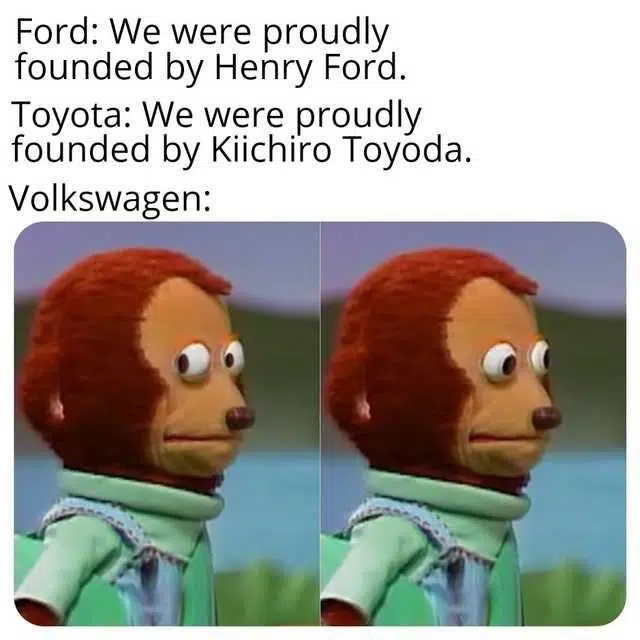 Ford: We were proudly
founded by Henry Ford.
Toyota: We were proudly
founded by Kiichiro Toyoda.
Volkswagen: